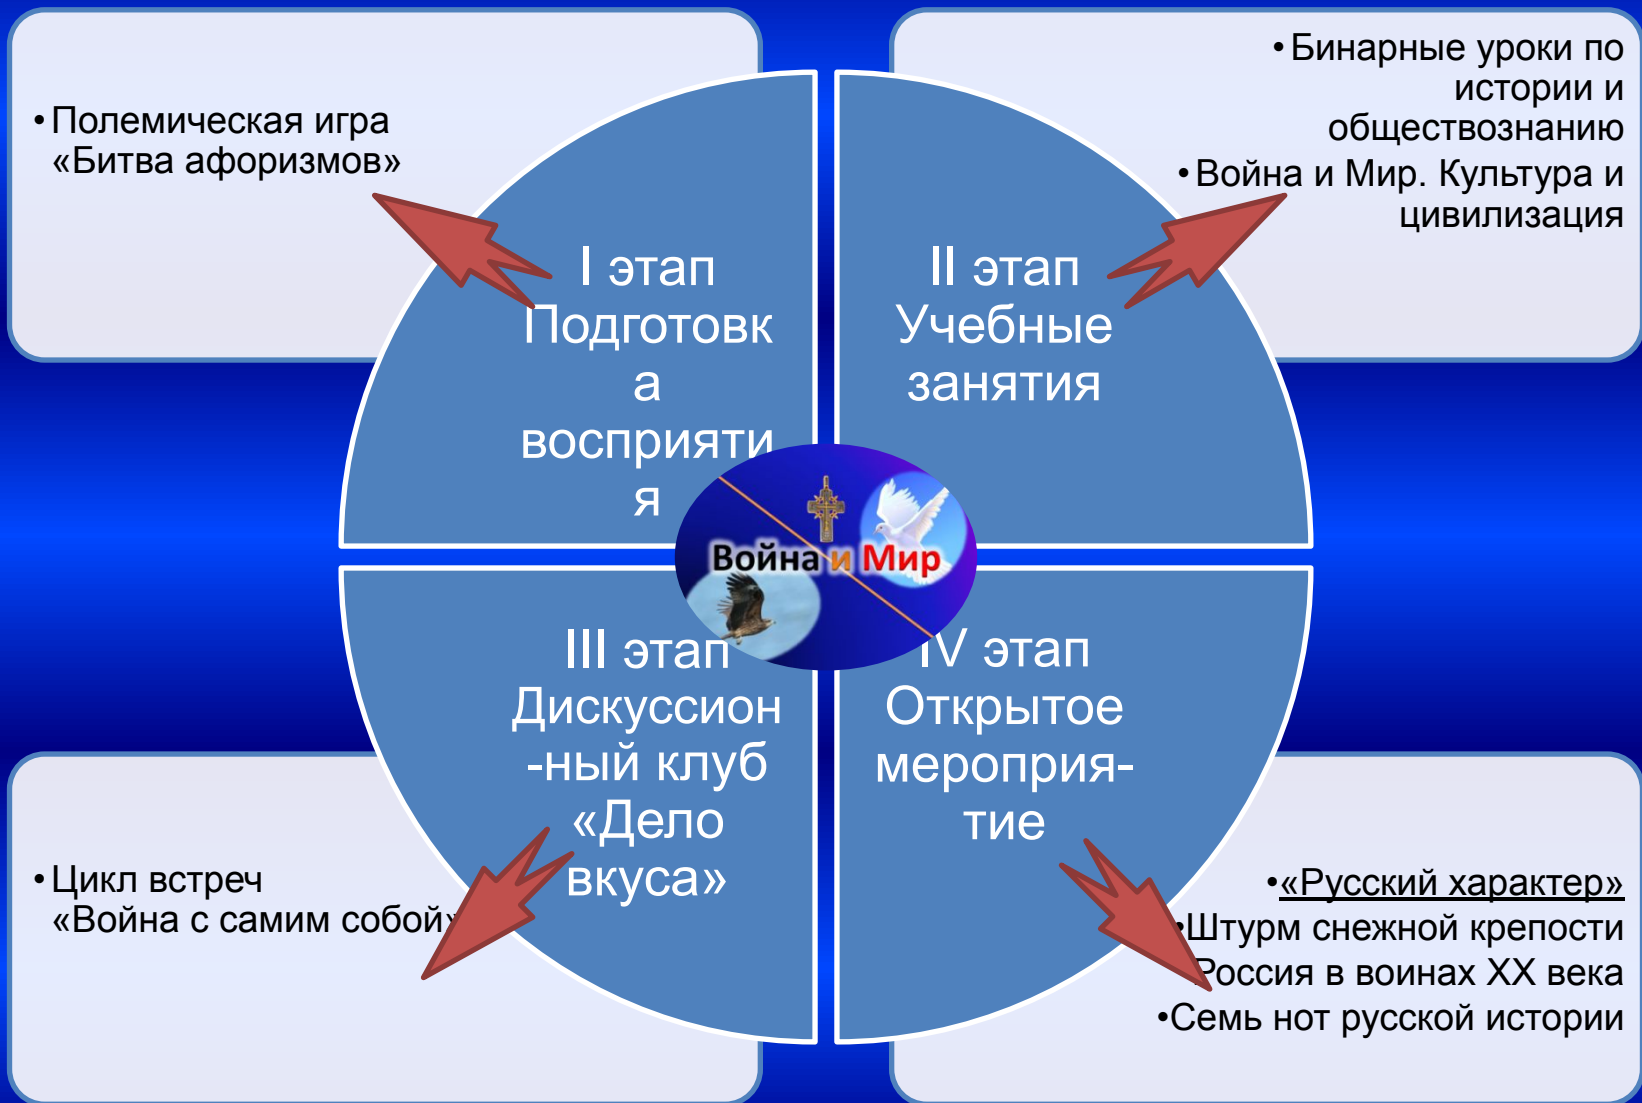 • Полемическая игра
«Битва афоризмов»
• Бинарные уроки по
истории и
обществознанию
• Война и Мир. Культура и
цивилизация
I этап
Подготовк
а
восприяти
я
II этап
Учебные
занятия
Война и Мир
III этап
Дискуссион
-ный клуб
«Дело
вкуса»
IV этап
Открытое
мероприя-
тие
• Цикл встреч
«Война с самим собой»
•«Русский характер»
•Штурм снежной крепости
Россия в воинах XX века
•Семь нот русской истории